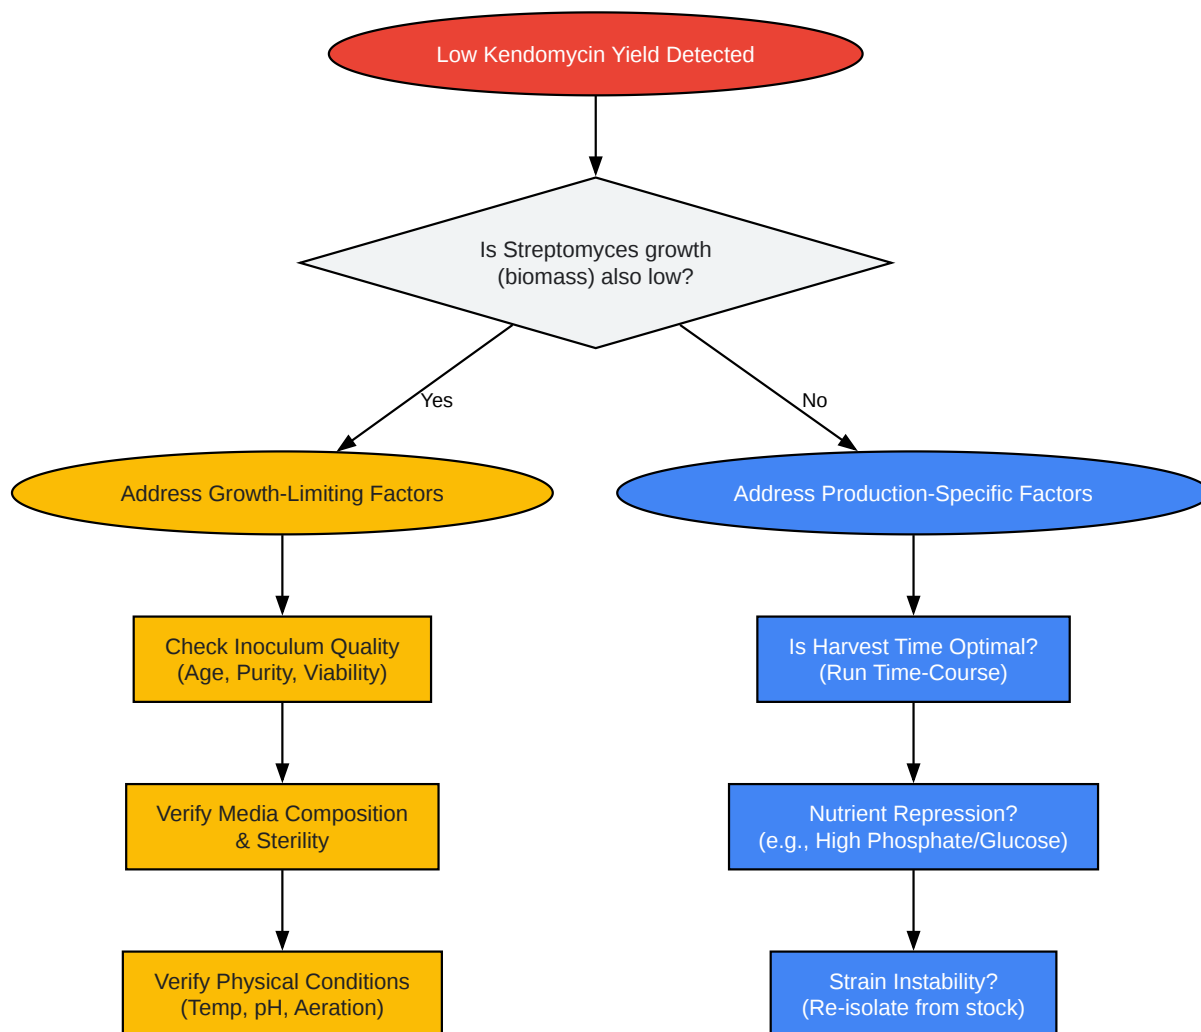 Low Kendomycin Yield Detected
Is Streptomyces growth
(biomass) also low?
Yes
No
Address Growth-Limiting Factors
Address Production-Specific Factors
Check Inoculum Quality
(Age, Purity, Viability)
Is Harvest Time Optimal?
(Run Time-Course)
Verify Media Composition
& Sterility
Nutrient Repression?
(e.g., High Phosphate/Glucose)
Verify Physical Conditions
(Temp, pH, Aeration)
Strain Instability?
(Re-isolate from stock)